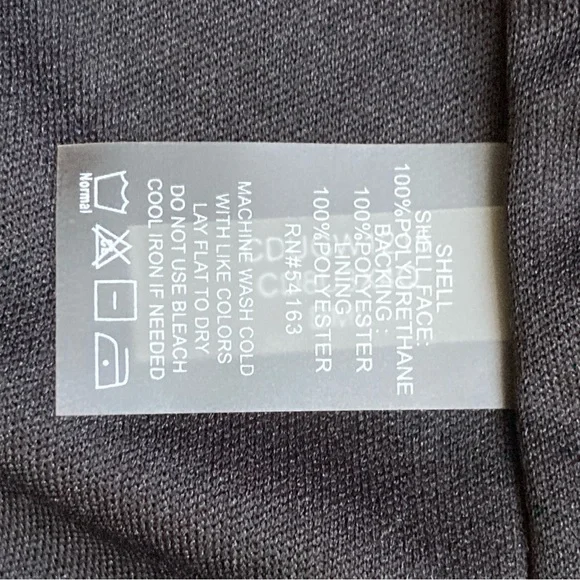 SHELL
SHELL FACE:
100%POLYURETHANE
BACKING :
100%POLYESTER
LINING
100%POLYESTER
RN#54163
MACHINE WASH COLD
WITH LIKE COLORS
LAY FLAT TO DRY
DO NOT USE BLEACH
COOL IRON IF NEEDED
Normal